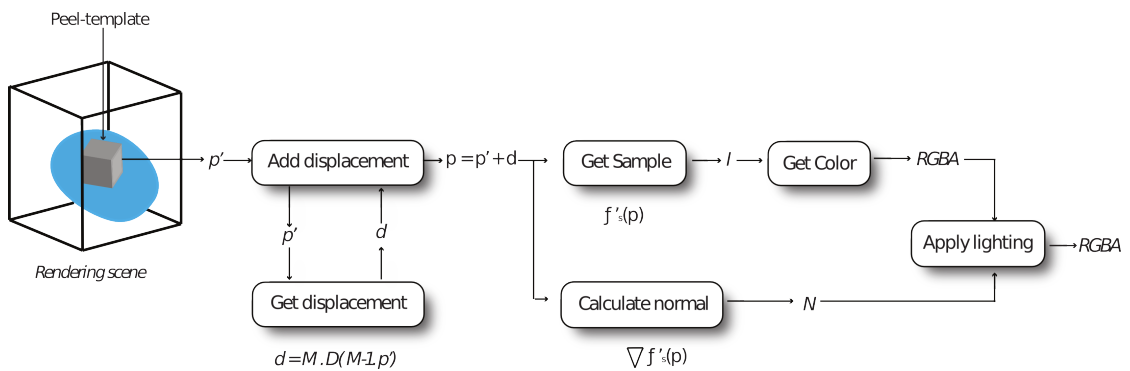 Peel-template
Rendering scene
p'
Add displacement
p'
d
Get displacement
d=M.D(M-1.p')
p=p'+d
Get Sample
ƒ's(p)
I
Get Color
RGBA
Calculate normal
▽ƒ's(p)
N
Apply lighting
RGBA